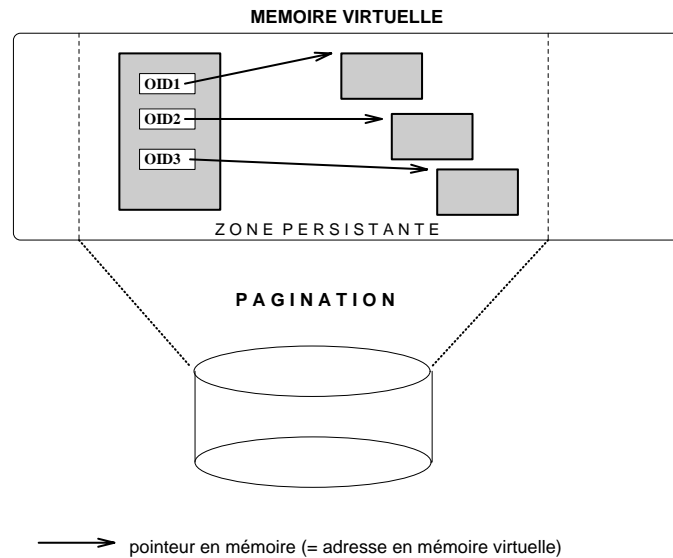 MEMOIRE VIRTUELLE
OID1
OID2
OID3
ZONE PERSISTANTE
PAGINATION
pointeur en mémoire (= adresse en mémoire virtuelle)